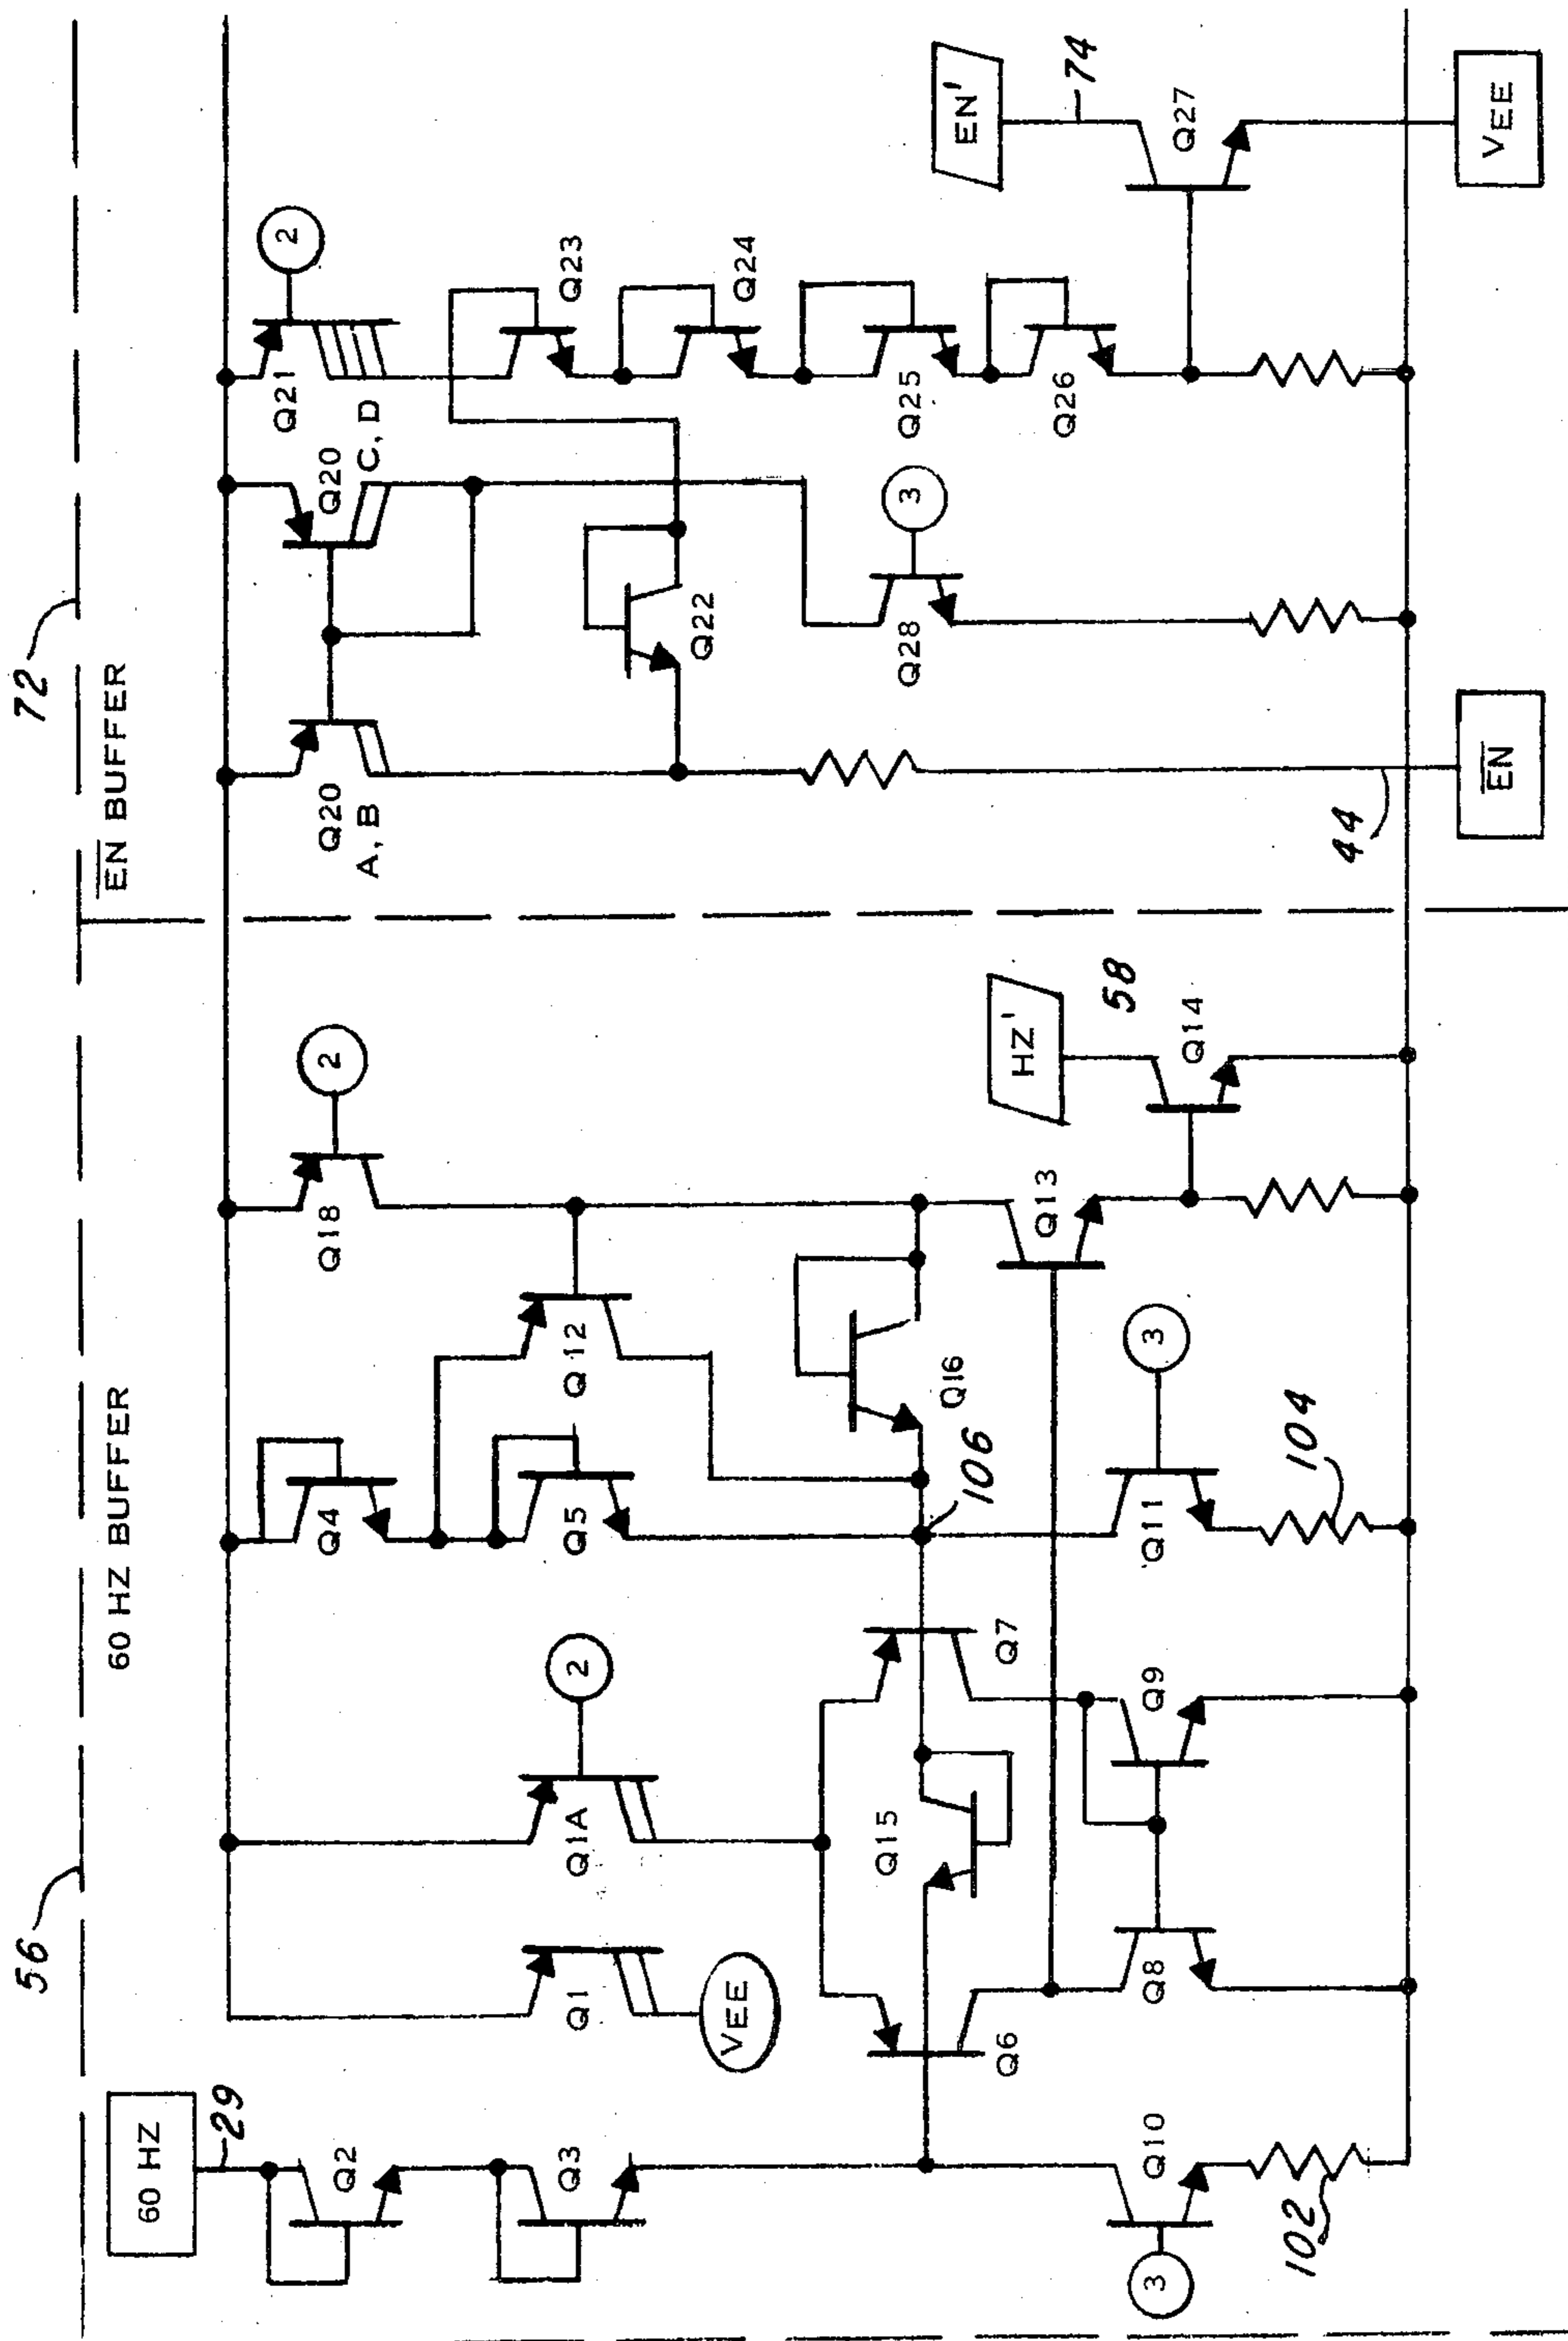 72
EN BUFFER
56
60 HZ BUFFER
60 HZ
29
Q2
Q3
Q1
VEE
Q1A
2
Q4
Q5
Q12
Q18
2
Q20
A, B
Q20
C, D
Q21
2
Q23
Q24
Q25
Q26
Q22
Q28
3
EN'
74
Q27
VEE
EN
44
HZ'
58
Q14
Q13
Q16
106
Q15
Q6
Q7
Q8
Q9
Q10
3
102
Q11
3
104